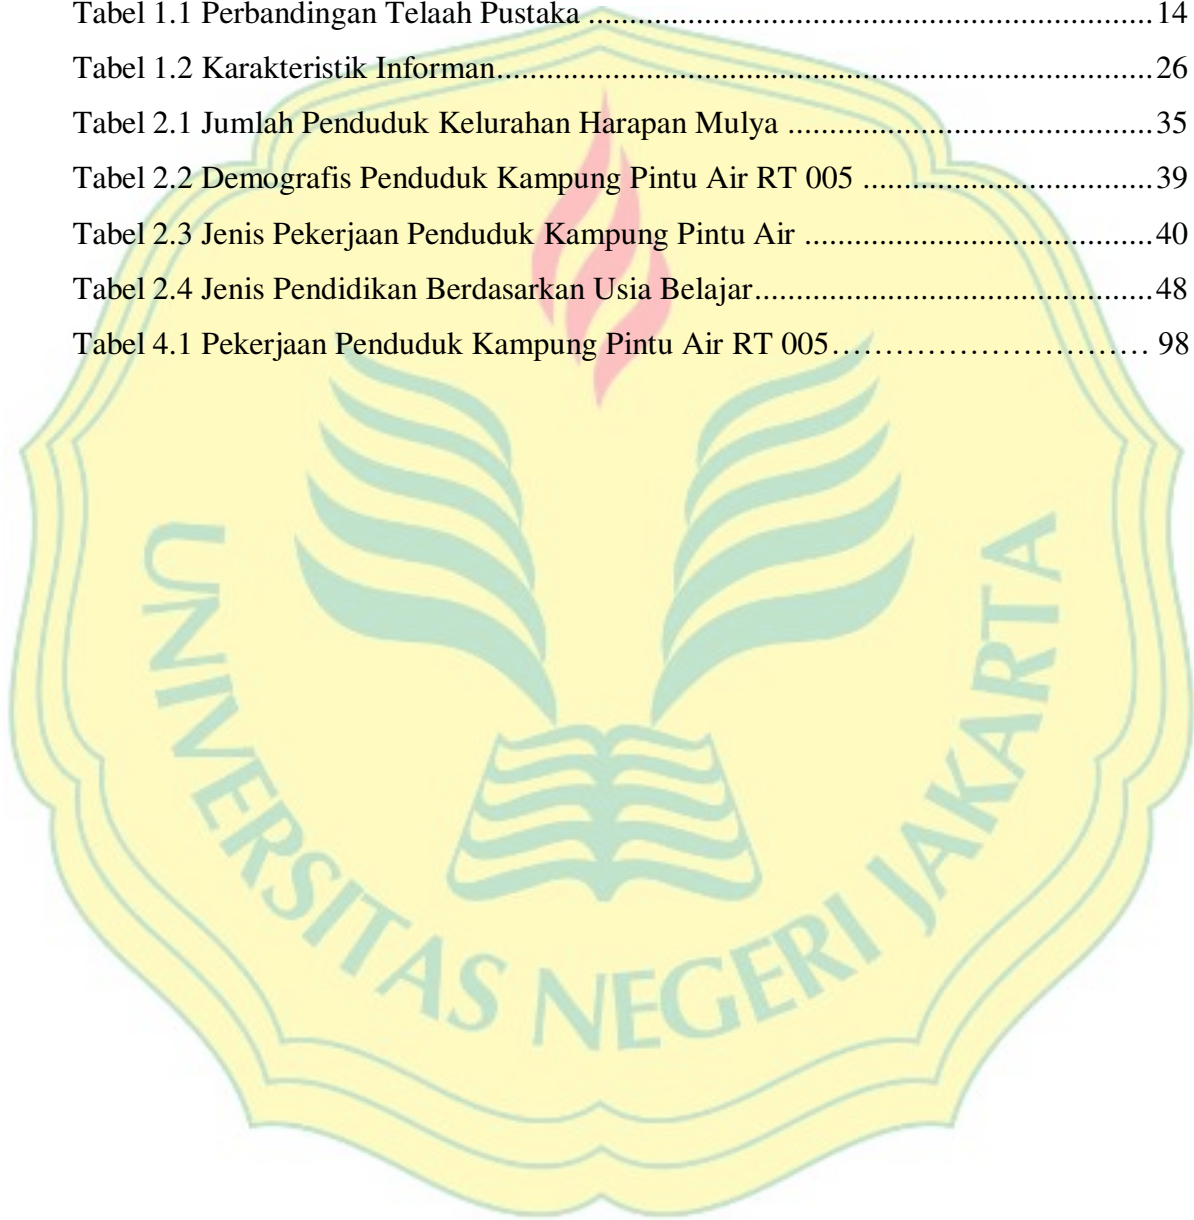 Tabel 1.1 Perbandingan Telaah Pustaka ......................................................................14
Tabel 1.2 Karakteristik Informan..................................................................................26
Tabel 2.1 Jumlah Penduduk Kelurahan Harapan Mulya .............................................35
Tabel 2.2 Demografis Penduduk Kampung Pintu Air RT 005 ....................................39
Tabel 2.3 Jenis Pekerjaan Penduduk Kampung Pintu Air ...........................................40
Tabel 2.4 Jenis Pendidikan Berdasarkan Usia Belajar.................................................48
Tabel 4.1 Pekerjaan Penduduk Kampung Pintu Air RT 005………………………… 98
UNIVERSITAS NEGERI JAKARTA